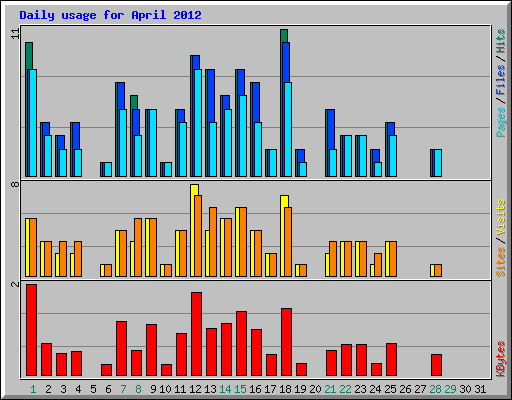 Daily usage for April 2012
11
Pages/Files/Hits
8
Sites/Visits
2
KBytes
1 2 3 4 5 6 7 8 9 10 11 12 13 14 15 16 17 18 19 20 21 22 23 24 25 26 27 28 29 30 31